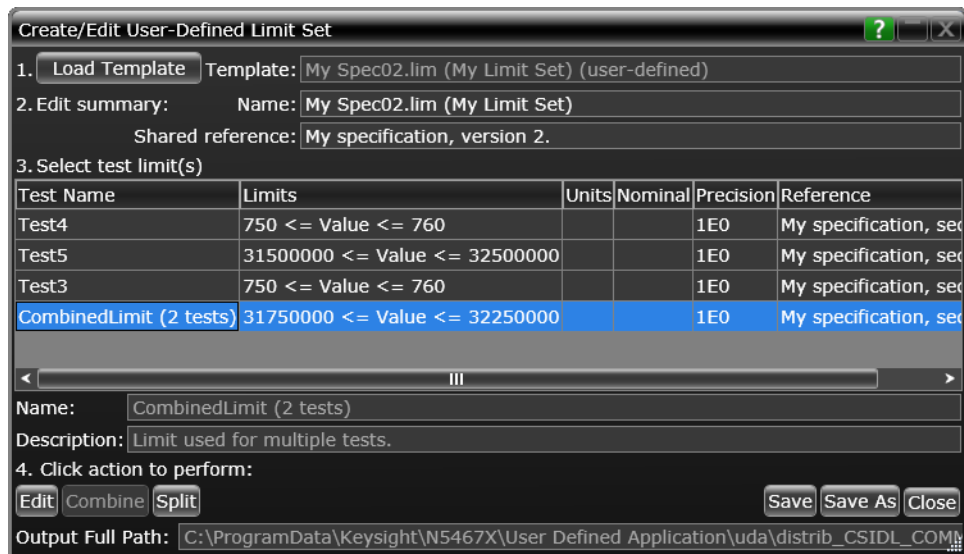 Create/Edit User-Defined Limit Set ?
1. Load Template Template: My Spec02.lim (My Limit Set) (user-defined)
2. Edit summary: Name: My Spec02.lim (My Limit Set)
Shared reference: My specification, version 2.
3. Select test limit(s)
Test Name Limits Units Nominal Precision Reference
Test4 750 <= Value <= 760 1E0 My specification, sec
Test5 31500000 <= Value <= 32500000 1E0 My specification, sec
Test3 750 <= Value <= 760 1E0 My specification, sec
CombinedLimit (2 tests) 31750000 <= Value <= 32250000 1E0 My specification, sec
Name: CombinedLimit (2 tests)
Description: Limit used for multiple tests.
4. Click action to perform:
Edit Combine Split Save Save As Close
Output Full Path: C:\ProgramData\Keysight\N5467X\User Defined Application\uda\distrib_CSIDL_COMM